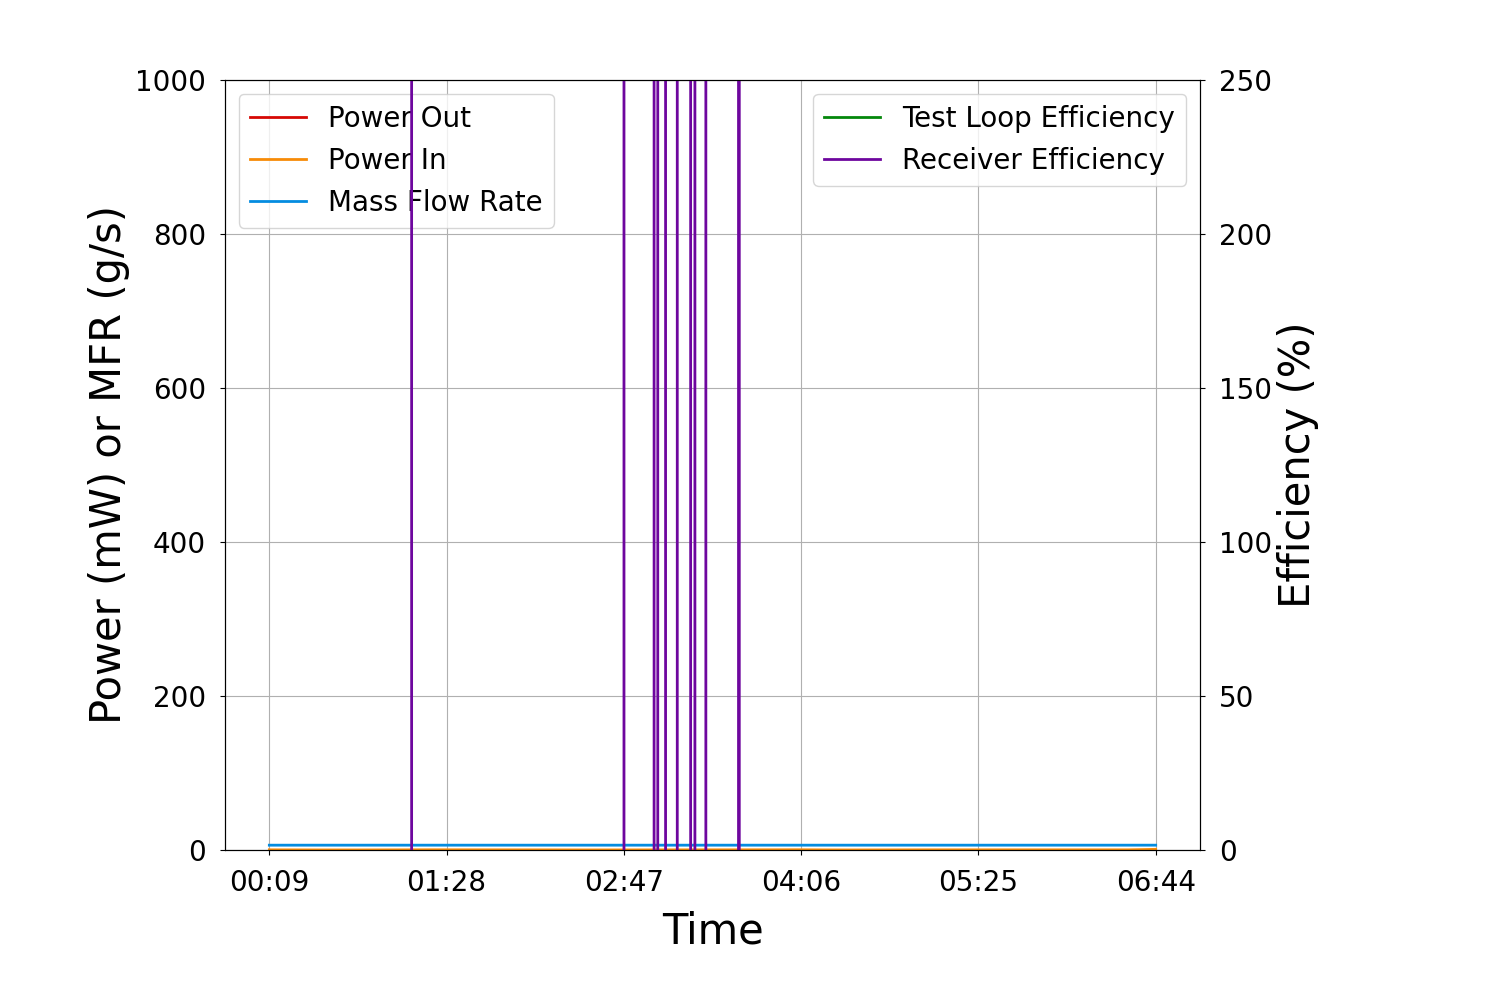 1000
800
600
400
200
0
Power (mW) or MFR (g/s)
Power Out
Power In
Mass Flow Rate
Test Loop Efficiency
Receiver Efficiency
250
200
150
100
50
0
Efficiency (%)
00:09 01:28 02:47 04:06 05:25 06:44
Time